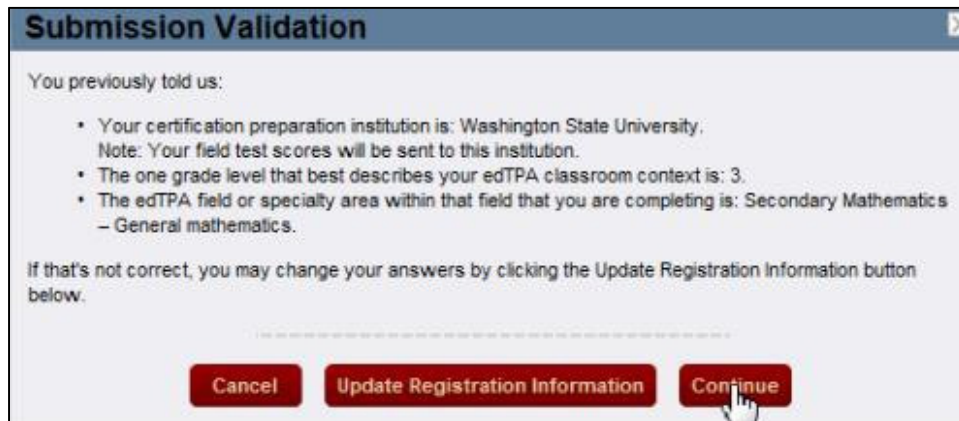 Submission Validation
You previously told us:
• Your certification preparation institution is: Washington State University.
Note: Your field test scores will be sent to this institution.
• The one grade level that best describes your edTPA classroom context is: 3.
• The edTPA field or specialty area within that field that you are completing is: Secondary Mathematics
– General mathematics.
If that's not correct, you may change your answers by clicking the Update Registration Information button
below.
Cancel Update Registration Information Continue